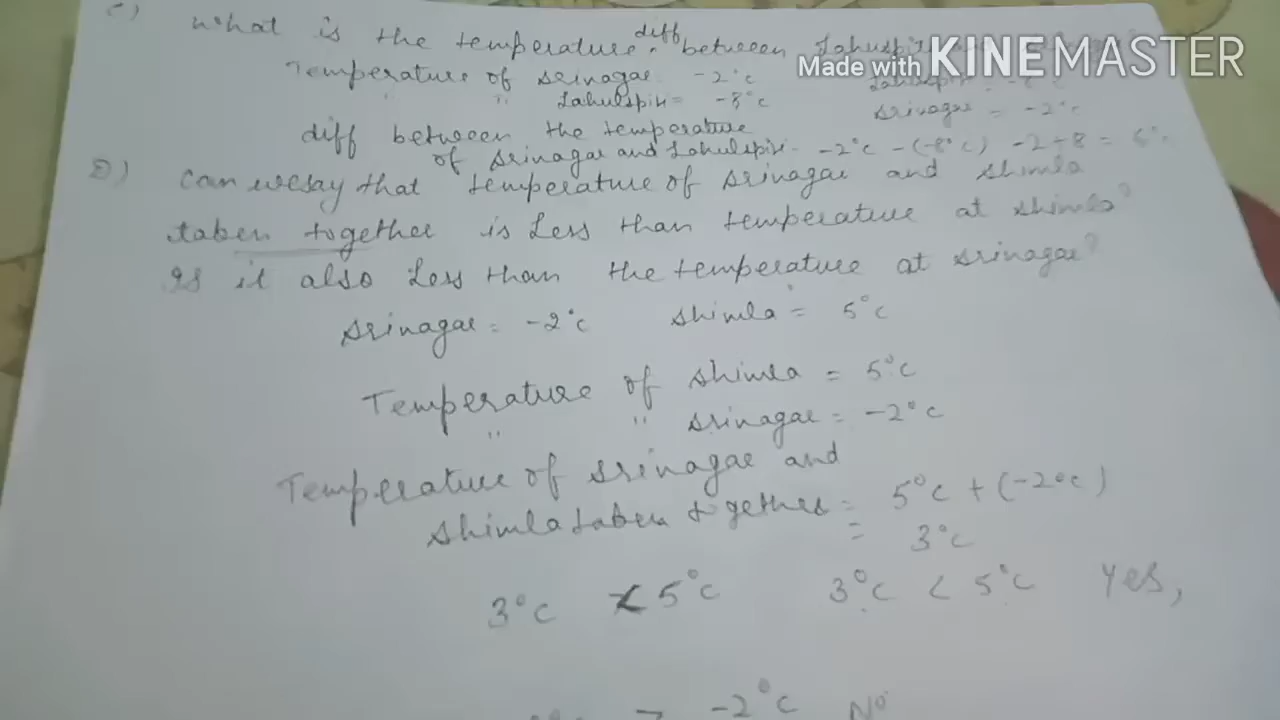 c) What is the temperature diff between Lahulspiti
Made with KINEMASTER
Temperature of srinagar -2°c
" " Lahulspiti = -8°c
srinagar = -2°c
diff between the temperature
of srinagar and Lahulspiti -2°c -(-8°c) -2+8 = 6°c
D) can we say that temperature of srinagar and shimla
taken together is Less than temperature at shimla?
Is it also Less than the temperature at srinagar?
srinagar = -2°c shimla = 5°c
Temperature of shimla = 5°c
" " srinagar = -2°c
Temperature of srinagar and
shimla taken together = 5°c + (-2°c)
= 3°c
3°c < 5°c 3°c < 5°c Yes,
> -2°c No